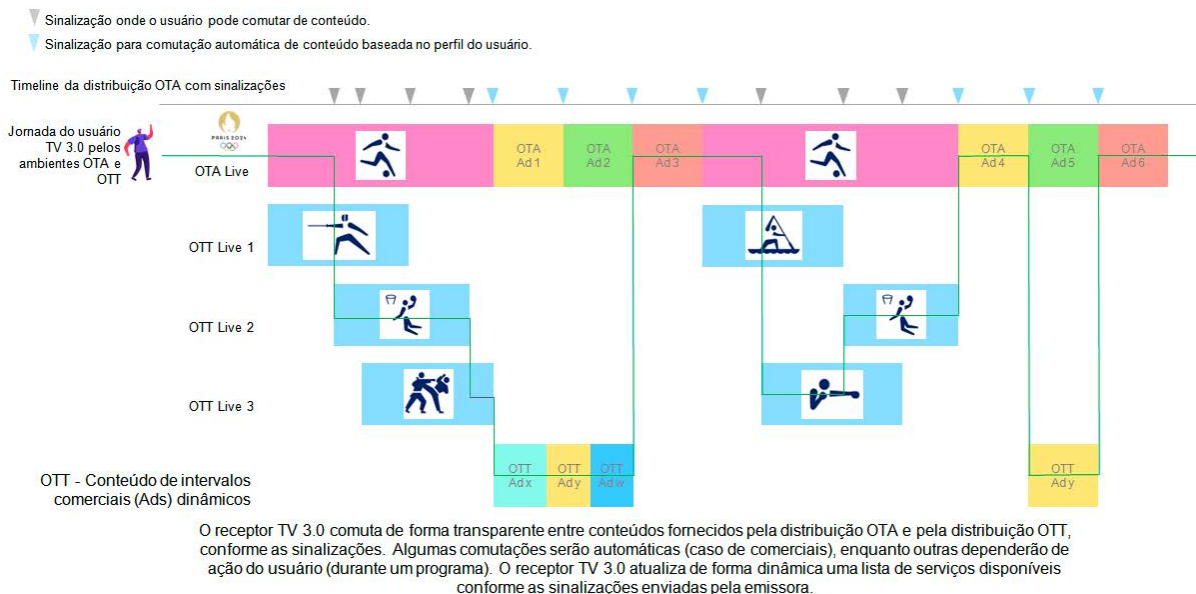 Sinalização onde o usuário pode comutar de conteúdo.
Sinalização para comutação automática de conteúdo baseada no perfil do usuário.
Timeline da distribuição OTA com sinalizações
Jornada do usuário
TV 3.0 pelos
ambientes OTA e
OTT
PARIS 2024
OTA Live
OTA
Ad1
OTA
Ad2
OTA
Ad3
OTA
Ad4
OTA
Ad5
OTA
Ad6
OTT Live 1
OTT Live 2
OTT Live 3
OTT - Conteúdo de intervalos
comerciais (Ads) dinâmicos
OTT
Adx
OTT
Ady
OTT
Adw
OTT
Ady
O receptor TV 3.0 comuta de forma transparente entre conteúdos fornecidos pela distribuição OTA e pela distribuição OTT,
conforme as sinalizações. Algumas comutações serão automáticas (caso de comerciais), enquanto outras dependerão de
ação do usuário (durante um programa). O receptor TV 3.0 atualiza de forma dinâmica uma lista de serviços disponíveis
conforme as sinalizações enviadas pela emissora.